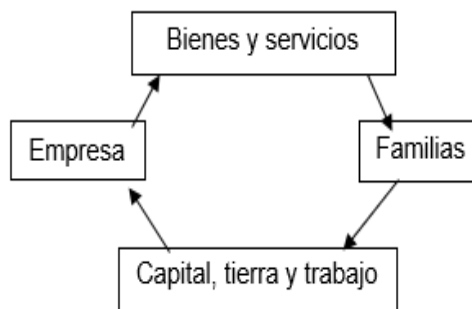 Bienes y servicios
Empresa
Familias
Capital, tierra y trabajo